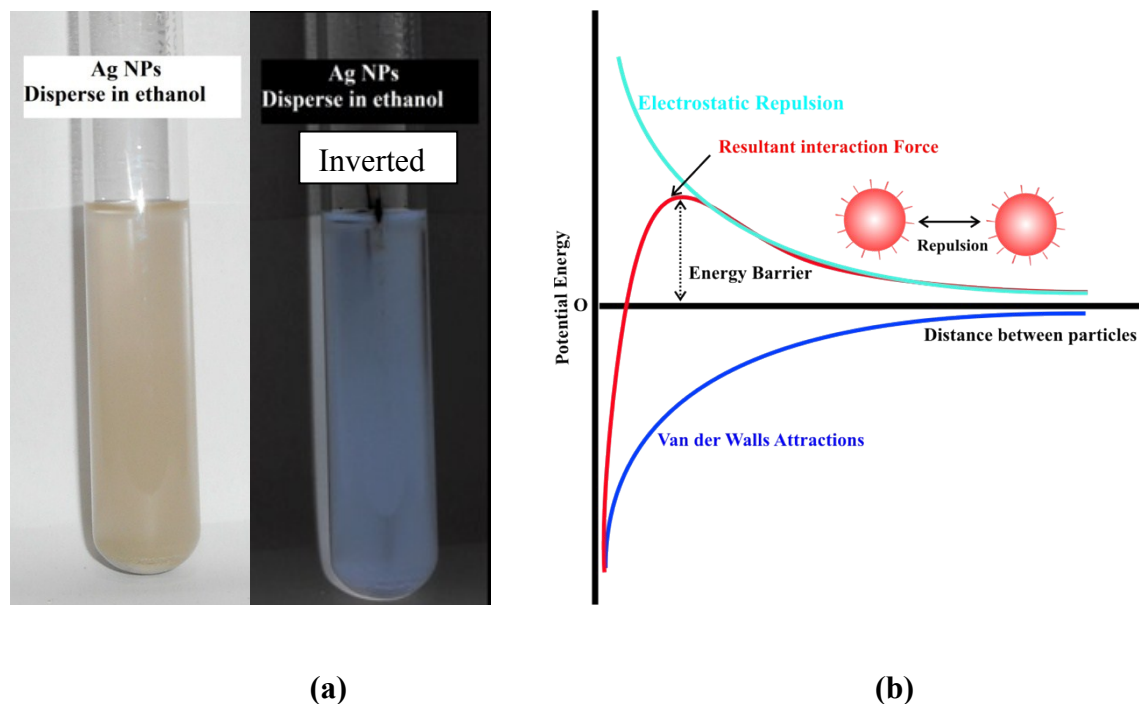 Ag NPs
Disperse in ethanol
Ag NPs
Disperse in ethanol
Inverted
Electrostatic Repulsion
Resultant interaction Force
Repulsion
Energy Barrier
Potential Energy
O
Distance between particles
Van der Walls Attractions
(a)
(b)